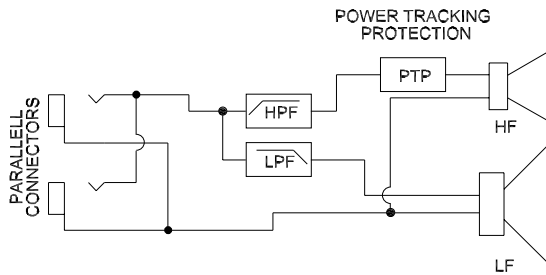 POWER TRACKING
PROTECTION
PTP
HPF
HF
LPF
PARALLELL
CONNECTORS
LF